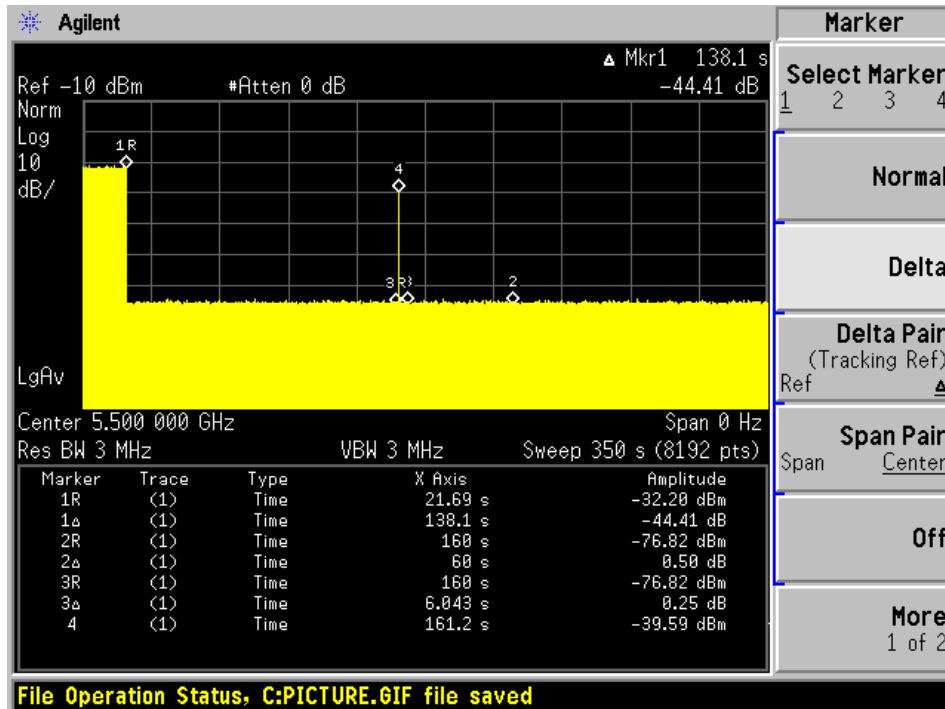 Agilent
Marker
Δ Mkr1 138.1 s
Ref -10 dBm #Atten 0 dB -44.41 dB
Norm
Log
10
dB/
1R
4
3R
2
LgAv
Center 5.500 000 GHz Span 0 Hz
Res BW 3 MHz VBW 3 MHz Sweep 350 s (8192 pts)
Marker Trace Type X Axis Amplitude
1R (1) Time 21.69 s -32.20 dBm
1Δ (1) Time 138.1 s -44.41 dB
2R (1) Time 160 s -76.82 dBm
2Δ (1) Time 60 s 0.50 dB
3R (1) Time 160 s -76.82 dBm
3Δ (1) Time 6.043 s 0.25 dB
4 (1) Time 161.2 s -39.59 dBm
File Operation Status, C:PICTURE.GIF file saved
Select Marker
1 2 3 4
Normal
Delta
Delta Pair
(Tracking Ref)
Ref Δ
Span Pair
Span Center
Off
More
1 of 2